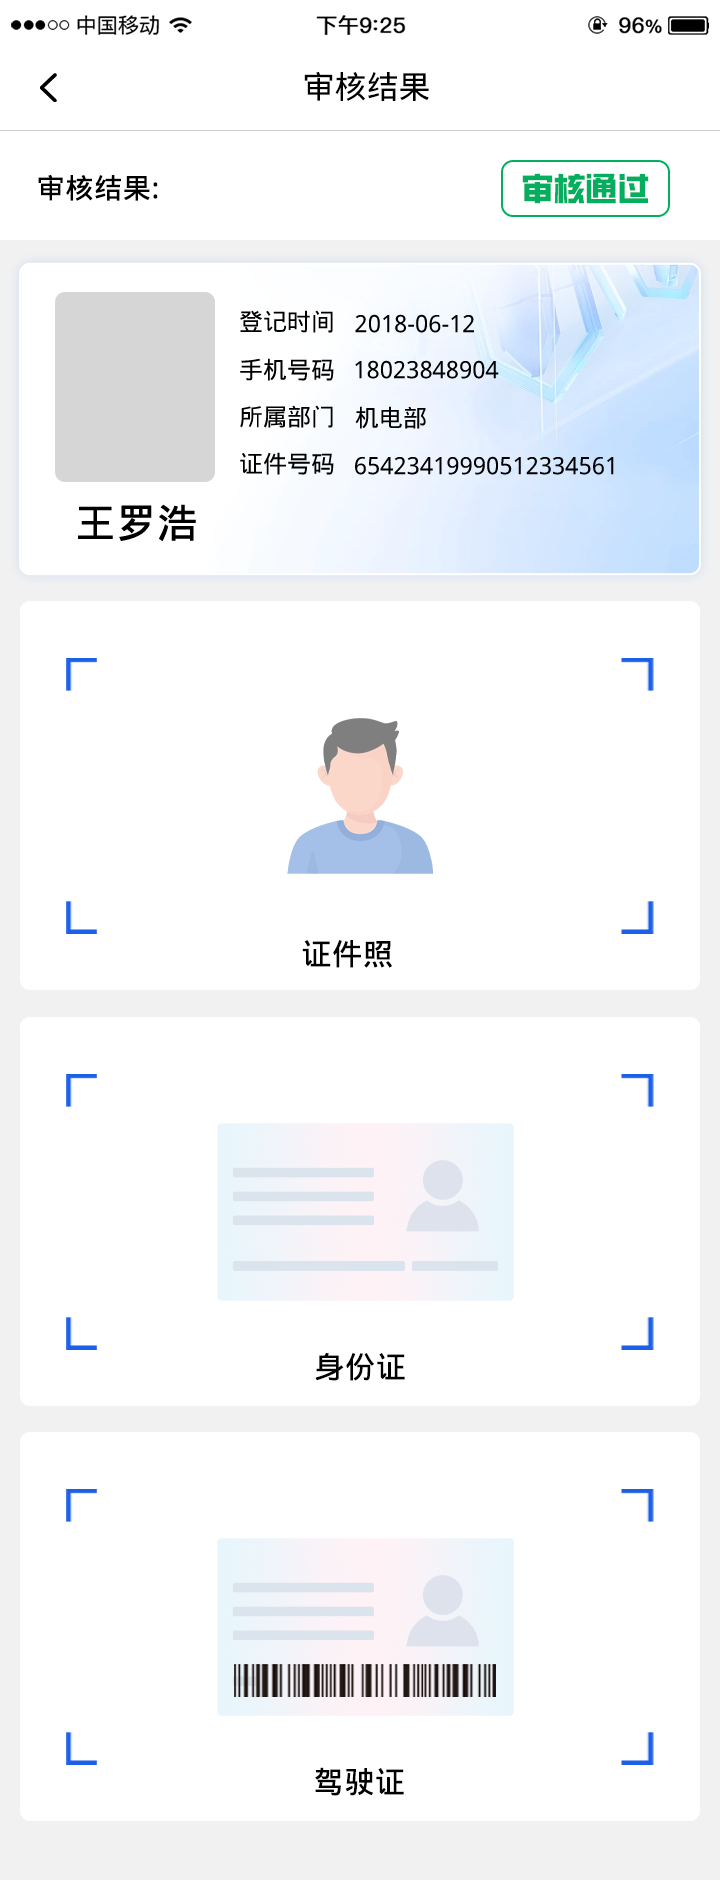 中国移动 下午9:25 96%
审核结果
审核结果: 审核通过
登记时间 2018-06-12
手机号码 18023848904
所属部门 机电部
证件号码 65423419990512334561
王罗浩
证件照
身份证
驾驶证